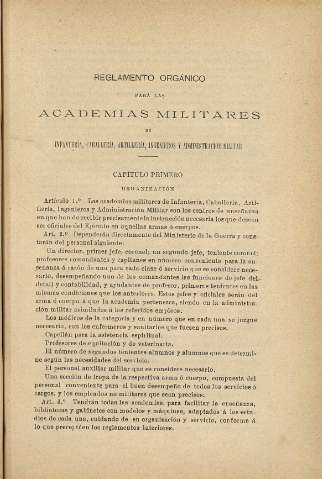 REGLAMENTO ORGÁNICO
PARA LAS
ACADEMIAS MILITARES
DE
INFANTERÍA, CABALLERÍA, ARTILLERÍA, INGENIEROS Y ADMINISTRACIÓN MILITAR
CAPÍTULO PRIMERO
ORGANIZACIÓN
Artículo 1.º Las academias militares de Infantería, Caballería, Arti-
llería, Ingenieros y Administración Militar son los centros de enseñanza
en que han de recibir precisamente la instrucción necesaria los que deseen
ser oficiales del Ejército en aquellas armas ó cuerpos.
Art. 2.º Dependerán directamente del Ministerio de la Guerra y cons-
tarán del personal siguiente.
Un director, primer jefe, coronel; un segundo jefe, teniente coronel;
profesores comandantes y capitanes en número conveniente para la en-
señanza á razón de uno para cada clase ó servicio que se considere nece-
sario, desempeñando uno de los comandantes las funciones de jefe del
detall y contabilidad, y ayudantes de profesor, primeros tenientes en las
mismas condiciones que los anteriores. Estos jefes y oficiales serán del
arma ó cuerpo á que la academia pertenezca, siendo en la administra-
ción militar asimilados á los referidos empleos.
Los médicos de la categoría y en número que en cada una se juzgue
necesario, con los enfermeros y sanitarios que fuesen precisos.
Capellán para la asistencia espiritual.
Profesores de equitación y de veterinaria.
El número de segundos tenientes alumnos y alumnos que se determi-
ne según las necesidades del servicio.
El personal auxiliar militar que se considere necesario.
Una sección de tropa de la respectiva arma ó cuerpo, compuesta del
personal conveniente para el buen desempeño de todos los servicios ó
cargos, y los empleados no militares que sean precisos.
Art. 3.º Tendrán todas las academias, para facilitar la enseñanza,
bibliotecas y gabinetes con modelos y máquinas, adaptados á los estu-
dios de cada una, cuidando de su organización y servicio, conforme á
lo que preceptúen los reglamentos interiores.